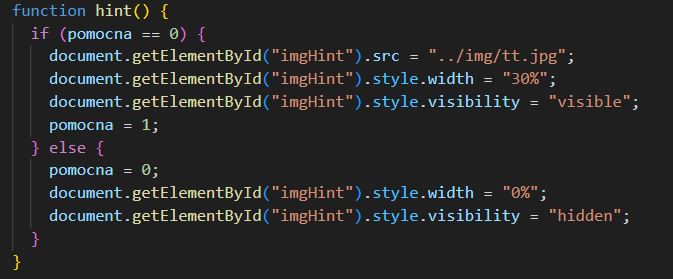 function hint() {
  if (pomocna == 0) {
    document.getElementById("imgHint").src = "../img/tt.jpg";
    document.getElementById("imgHint").style.width = "30%";
    document.getElementById("imgHint").style.visibility = "visible";
    pomocna = 1;
  } else {
    pomocna = 0;
    document.getElementById("imgHint").style.width = "0%";
    document.getElementById("imgHint").style.visibility = "hidden";
  }
}